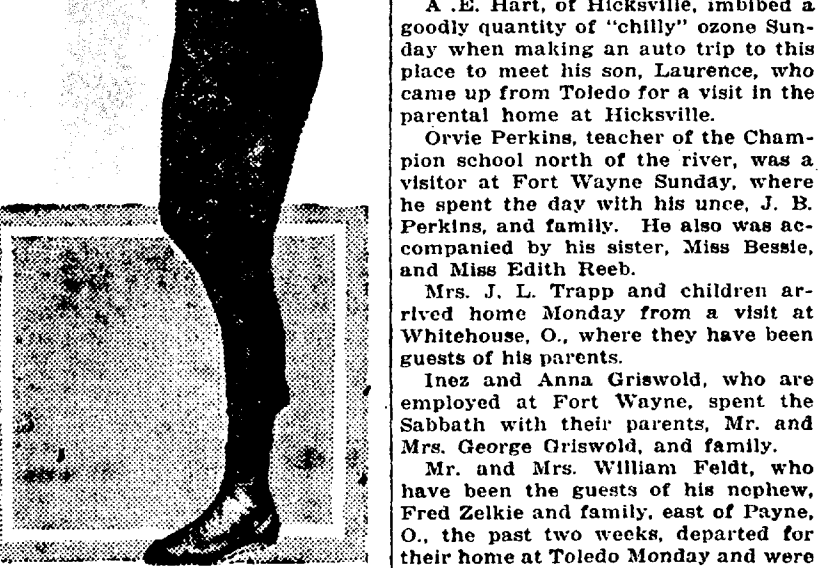 A .E. Hart, of Hicksville, imbibed a
goodly quantity of "chilly" ozone Sun-
day when making an auto trip to this
place to meet his son, Laurence, who
came up from Toledo for a visit in the
parental home at Hicksville.
Orvie Perkins, teacher of the Cham-
pion school north of the river, was a
visitor at Fort Wayne Sunday, where
he spent the day with his unce, J. B.
Perkins, and family. He also was ac-
companied by his sister, Miss Bessie,
and Miss Edith Reeb.
Mrs. J. L. Trapp and children ar-
rived home Monday from a visit at
Whitehouse, O., where they have been
guests of his parents.
Inez and Anna Griswold, who are
employed at Fort Wayne, spent the
Sabbath with their parents, Mr. and
Mrs. George Griswold, and family.
Mr. and Mrs. William Feldt, who
have been the guests of his nephew,
Fred Zelkie and family, east of Payne,
O., the past two weeks, departed for
their home at Toledo Monday and were